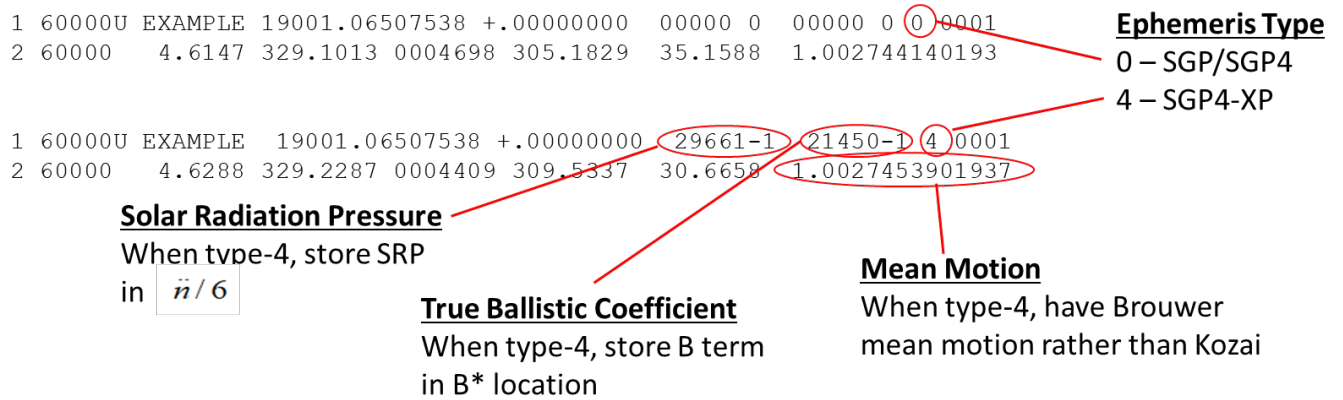 1 60000U EXAMPLE 19001.06507538 +.00000000  00000 0  00000 0 0 0001
2 60000   4.6147 329.1013 0004698 305.1829  35.1588  1.002744140193
Ephemeris Type
0 – SGP/SGP4
4 – SGP4-XP
1 60000U EXAMPLE  19001.06507538 +.00000000  29661-1  21450-1 4 0001
2 60000   4.6288 329.2287 0004409 309.5337  30.6658  1.0027453901937
Solar Radiation Pressure
When type-4, store SRP
in n̈ / 6
True Ballistic Coefficient
When type-4, store B term
in B* location
Mean Motion
When type-4, have Brouwer
mean motion rather than Kozai